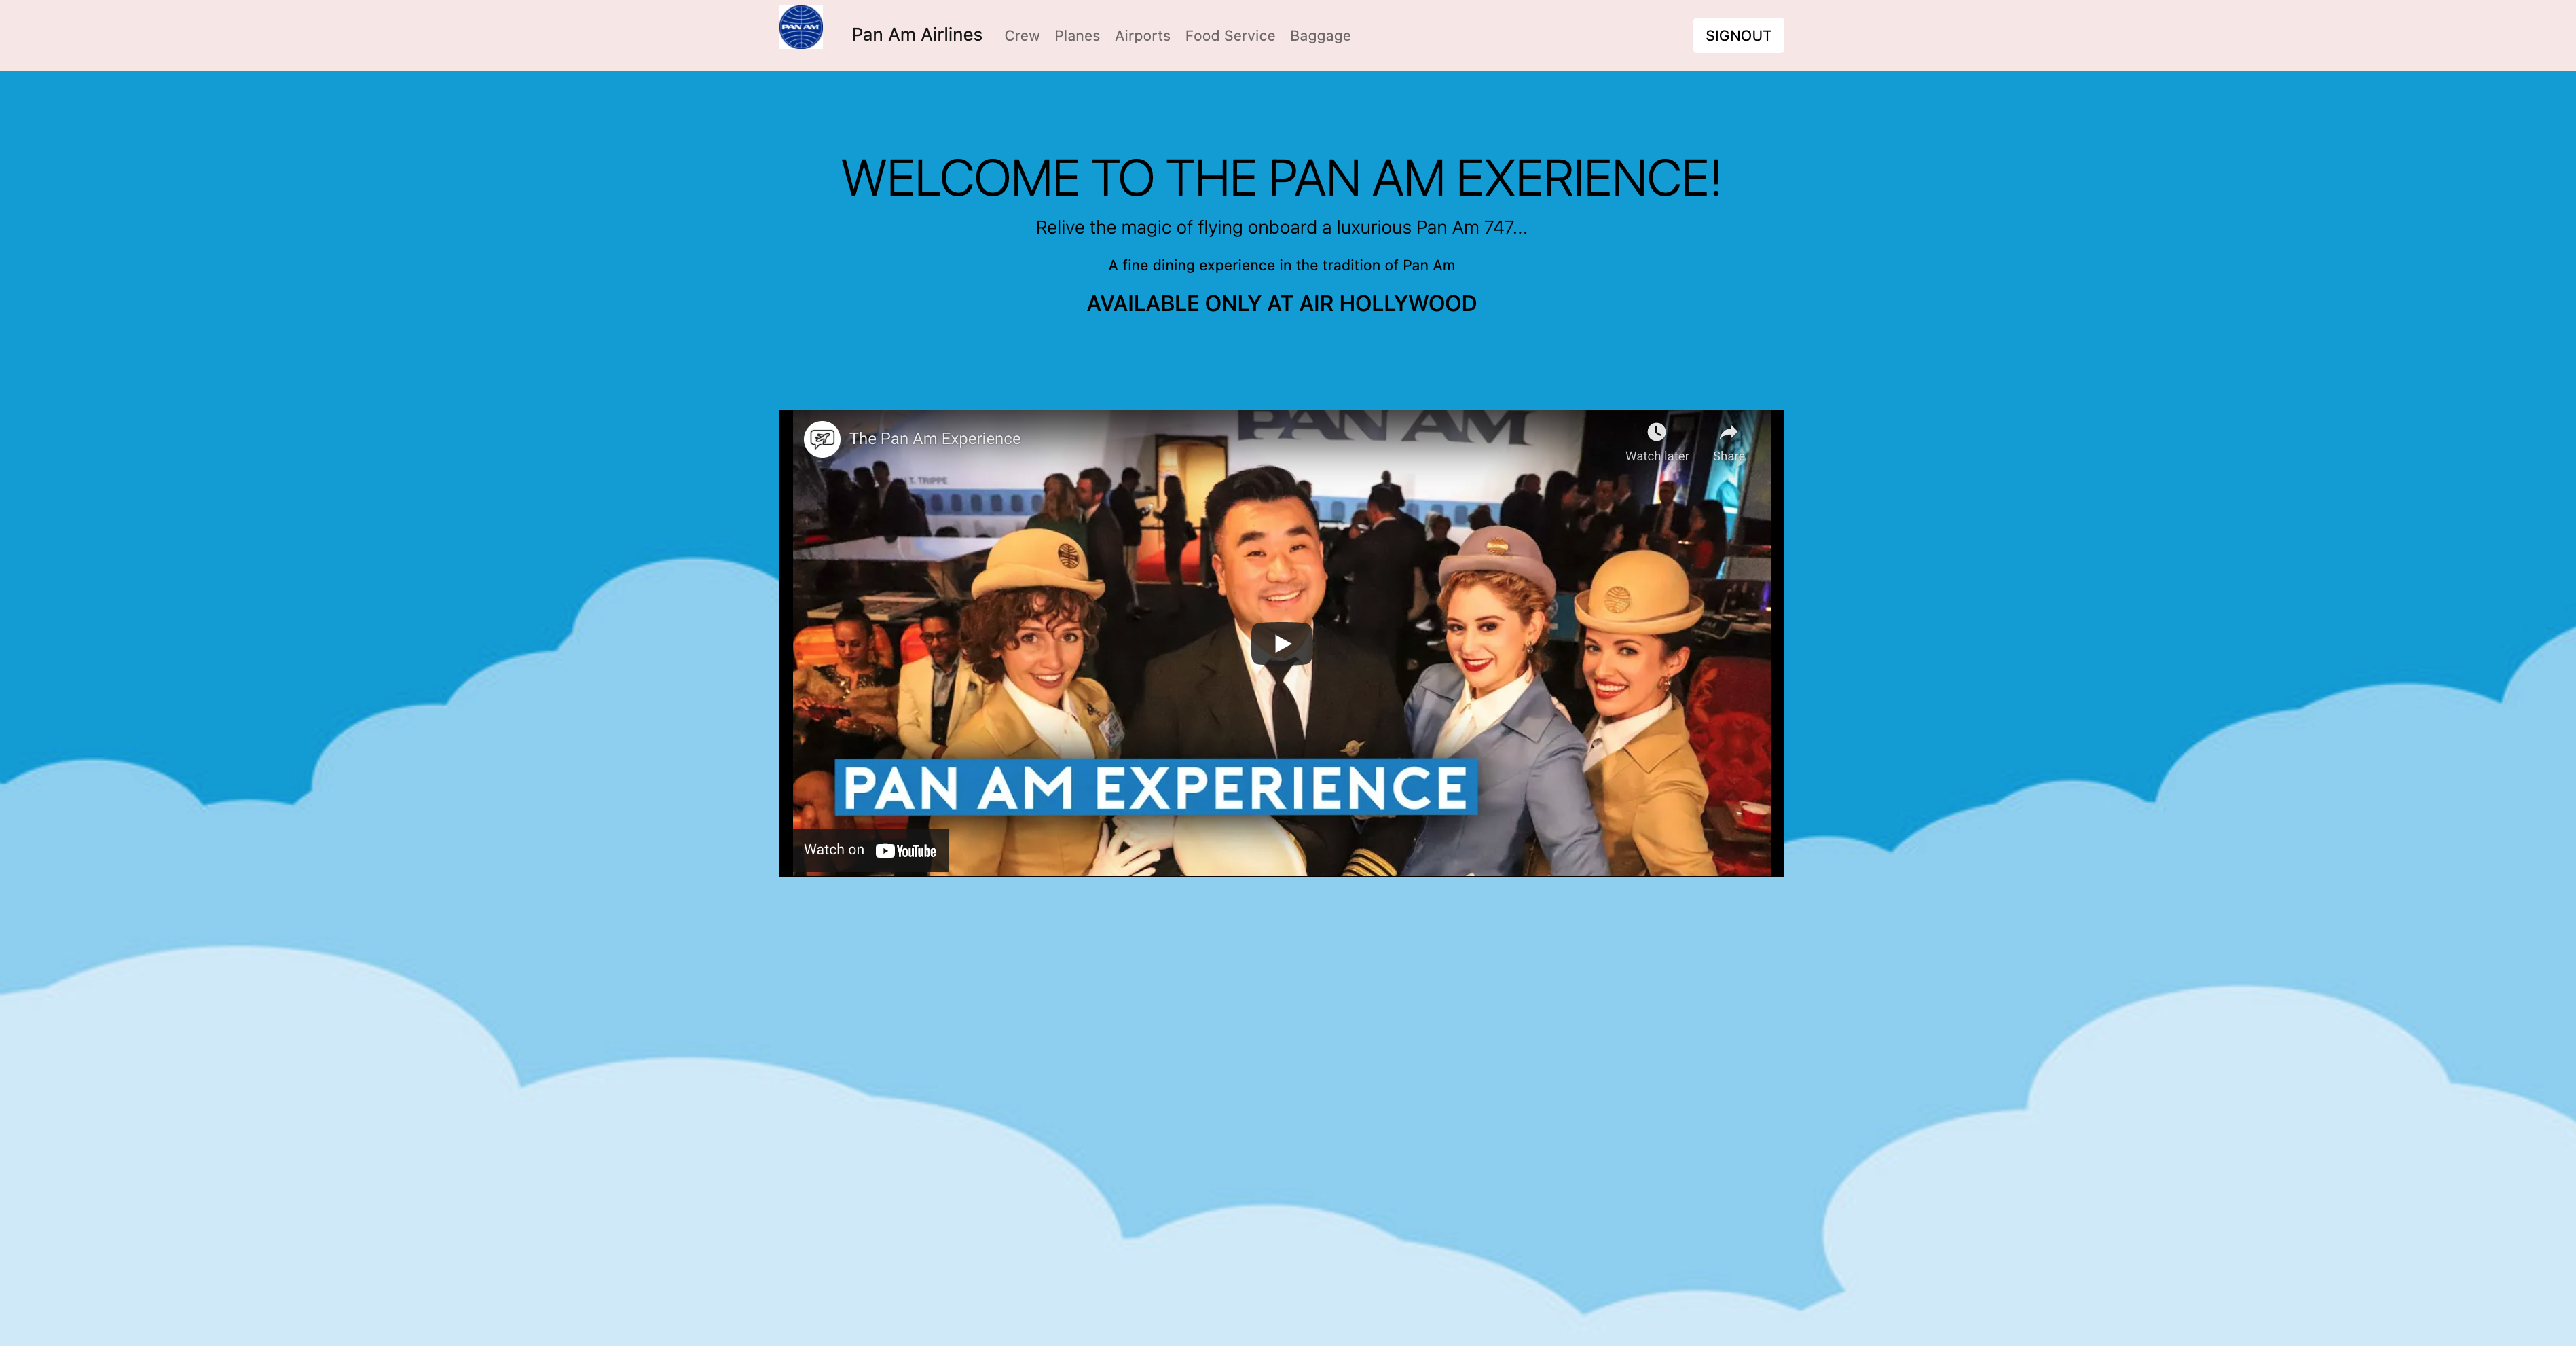 PAN AM
Pan Am Airlines
Crew
Planes
Airports
Food Service
Baggage
SIGNOUT
WELCOME TO THE PAN AM EXERIENCE!
Relive the magic of flying onboard a luxurious Pan Am 747...
A fine dining experience in the tradition of Pan Am
AVAILABLE ONLY AT AIR HOLLYWOOD
PAN AM
The Pan Am Experience
Watch later
Share
T. TRIPPE
PAN AM EXPERIENCE
Watch on
YouTube